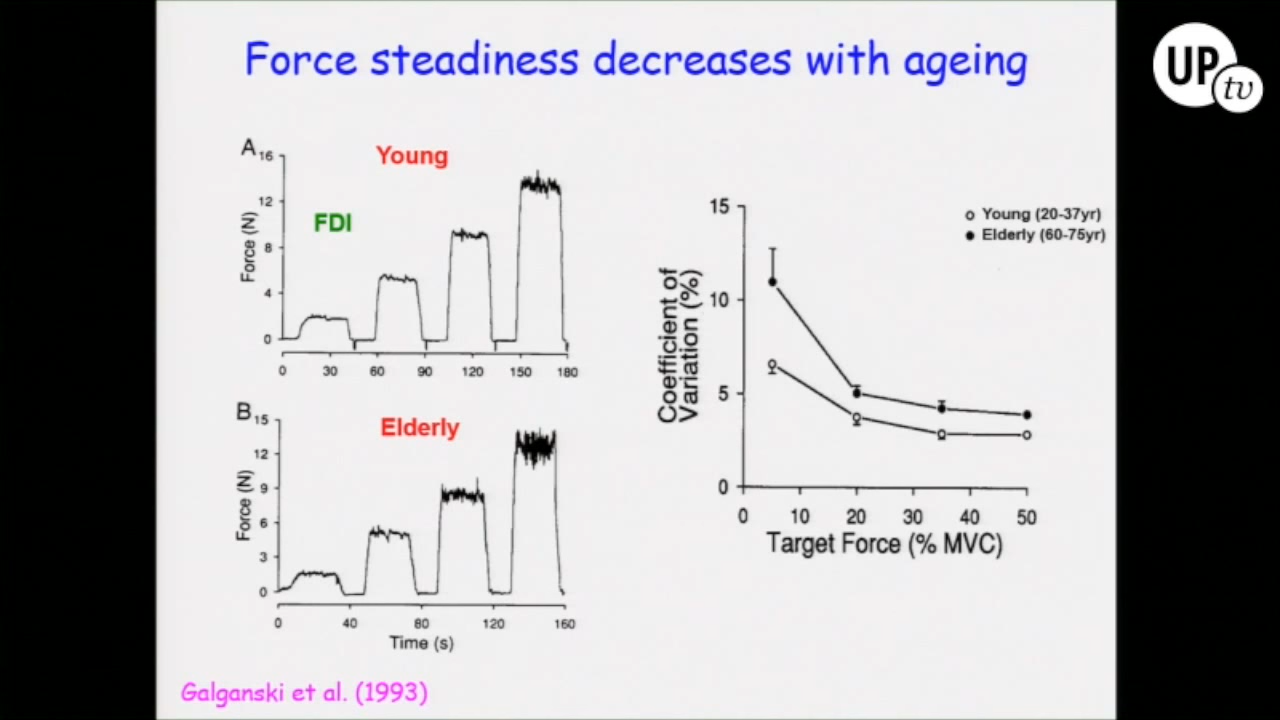 Force steadiness decreases with ageing
UP
tv
A
Young
FDI
Force (N)
16
12
8
4
0
0 30 60 90 120 150 180
B
Elderly
Force (N)
15
12
9
6
3
0
0 40 80 120 160
Time (s)
Young (20-37yr)
Elderly (60-75yr)
Coefficient of
Variation (%)
15
10
5
0
0 10 20 30 40 50
Target Force (% MVC)
Galganski et al. (1993)